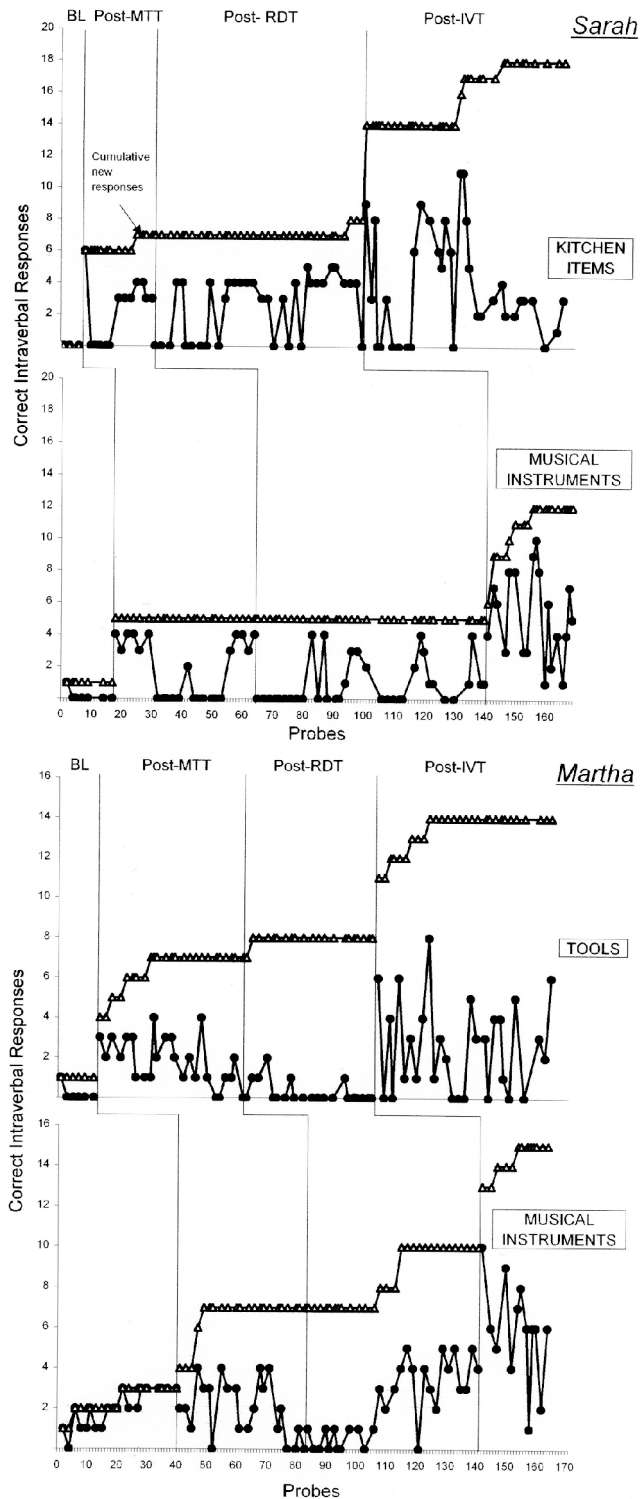 BL Post-MTT Post- RDT Post-IVT Sarah
20
18
16
14
12
10
8
6
4
2
Cumulative
new
responses
KITCHEN
ITEMS
Correct Intraverbal Responses
20
18
16
14
12
10
8
6
4
2
MUSICAL
INSTRUMENTS
0 10 20 30 40 50 60 70 80 90 100 110 120 130 140 150 160
Probes
BL Post-MTT Post-RDT Post-IVT Martha
16
14
12
10
8
6
4
2
TOOLS
Correct Intraverbal Responses
16
14
12
10
8
6
4
2
MUSICAL
INSTRUMENTS
0 10 20 30 40 50 60 70 80 90 100 110 120 130 140 150 160 170
Probes